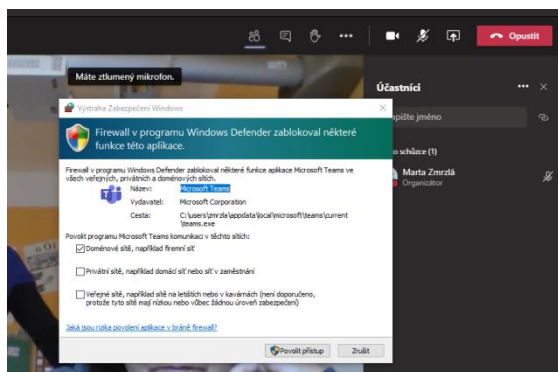 Opustit
Máte ztlumený mikrofon.
Účastníci
pište jméno
o schůzce (1)
Marta Zmrzlá
Organizátor
Výstraha Zabezpečení Windows
Firewall v programu Windows Defender zablokoval některé
funkce této aplikace.
Firewall v programu Windows Defender zablokoval některé funkce aplikace Microsoft Teams ve
všech veřejných, privátních a doménových sítích.
Název: Microsoft Teams
Vydavatel: Microsoft Corporation
Cesta: C:\users\zmrzla\appdata\local\microsoft\teams\current
\teams.exe
Povolit programu Microsoft Teams komunikaci v těchto sítích:
Doménové sítě, například firemní síť
Privátní sítě, například domácí síť nebo síť v zaměstnání
Veřejné sítě, například sítě na letištích nebo v kavárnách (není doporučeno,
protože tyto sítě mají nízkou nebo vůbec žádnou úroveň zabezpečení)
Jaká jsou rizika povolení aplikace v bráně firewall?
Povolit přístup
Zrušit